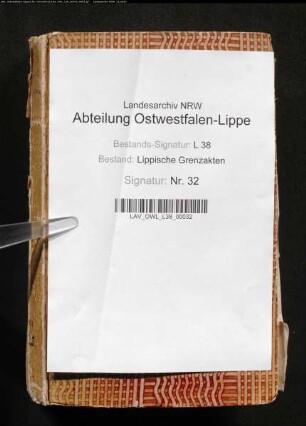 Landesarchiv NRW
Abteilung Ostwestfalen-Lippe
Bestands-Signatur: L 38
Bestand: Lippische Grenzakten
Signatur: Nr. 32
LAV_OWL_L38_00032